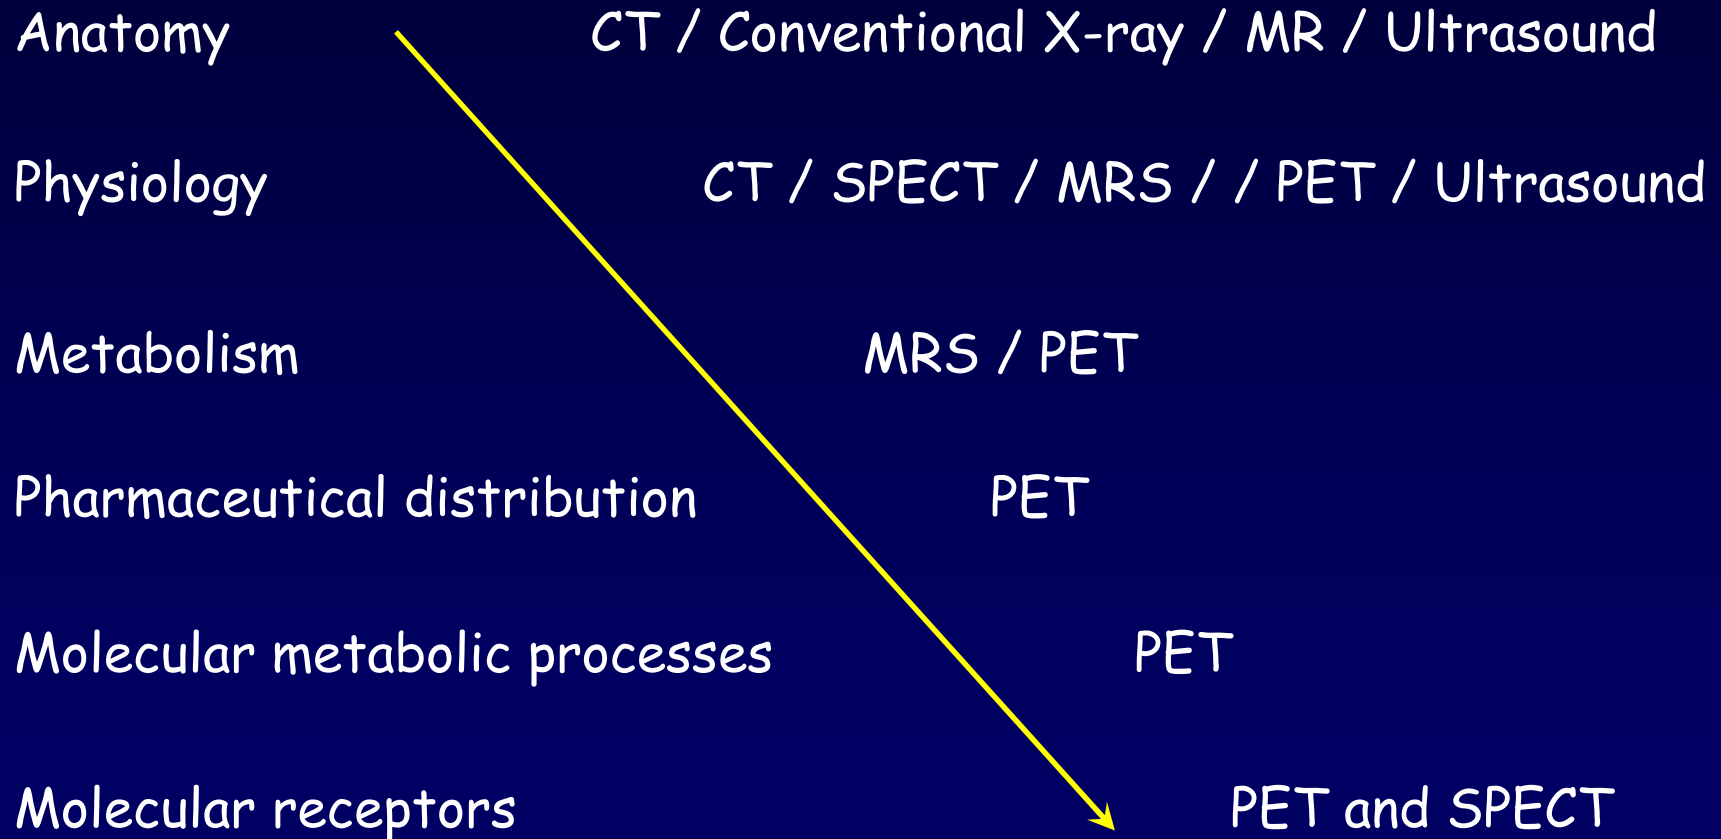 Anatomy CT / Conventional X-ray / MR / Ultrasound
Physiology CT / SPECT / MRS / / PET / Ultrasound
Metabolism MRS / PET
Pharmaceutical distribution PET
Molecular metabolic processes PET
Molecular receptors PET and SPECT